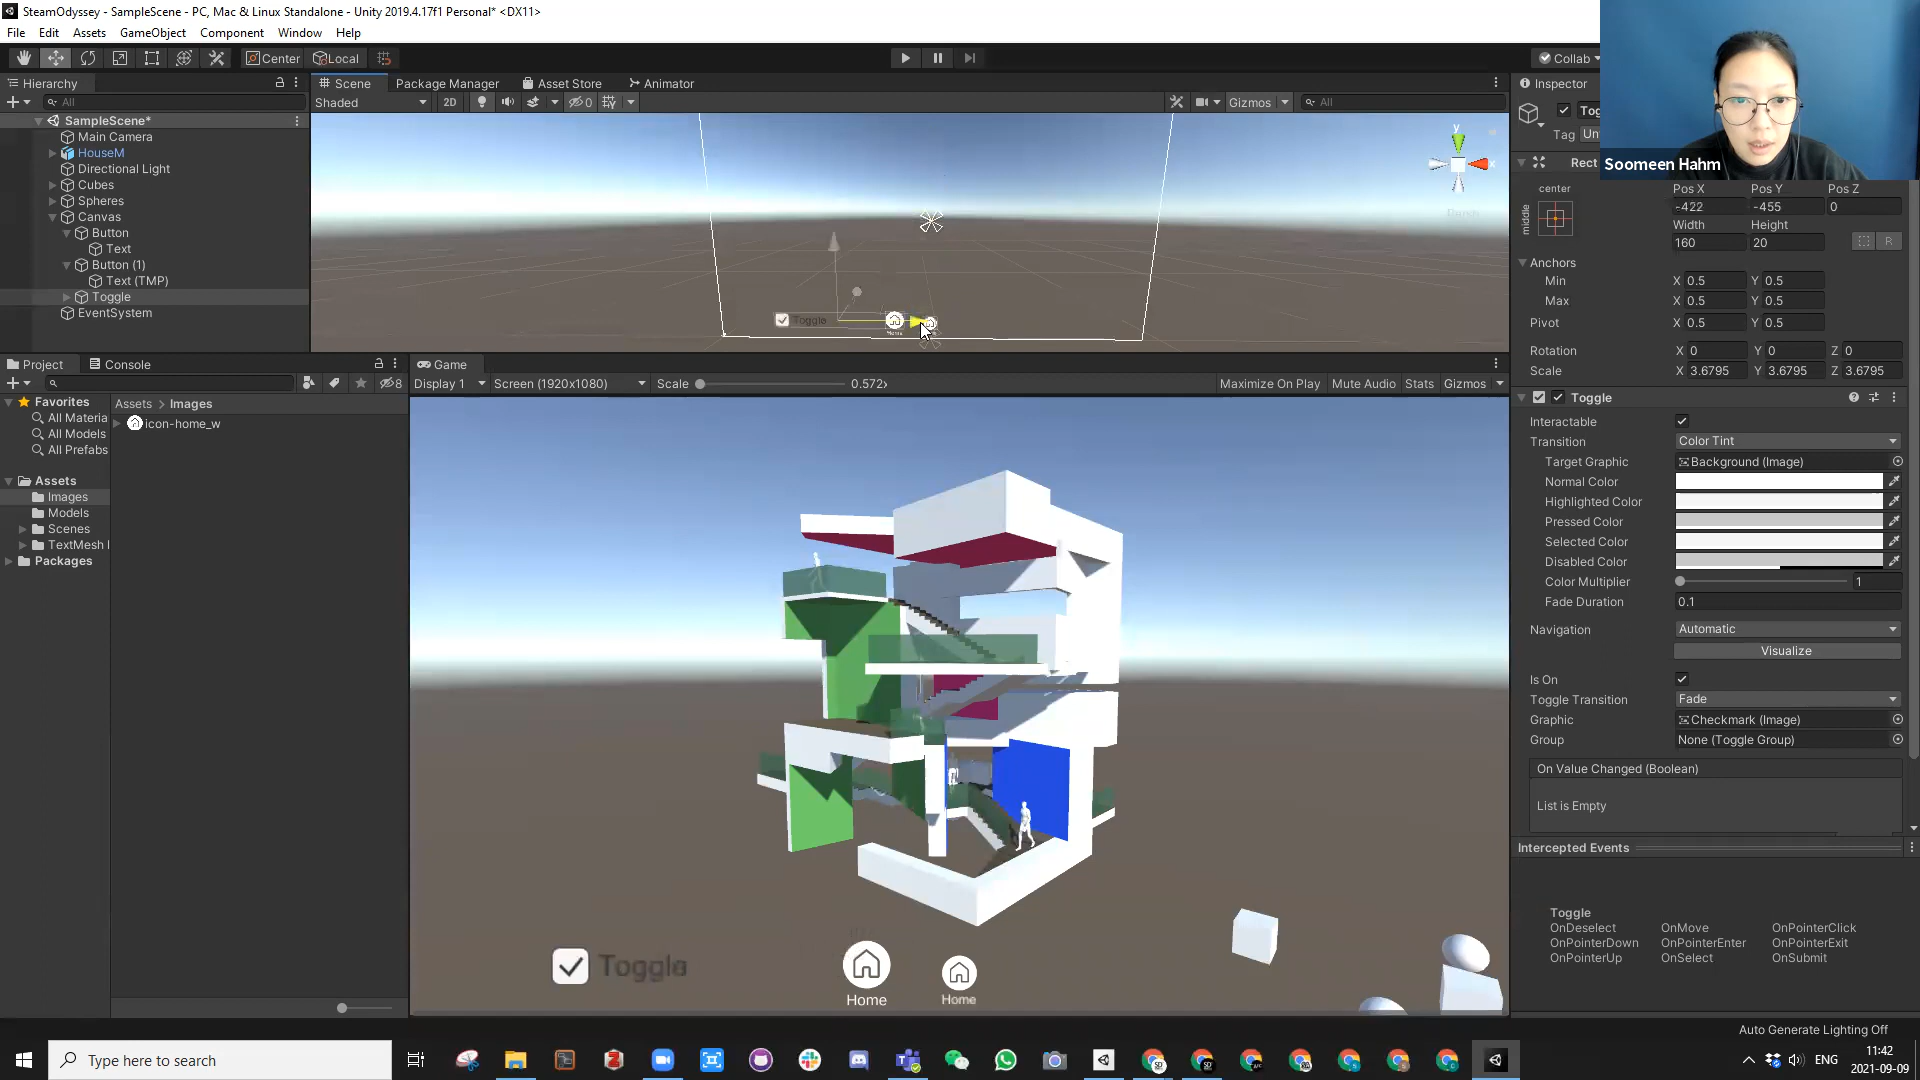 SteamOdyssey - SampleScene - PC, Mac & Linux Standalone - Unity 2019.4.17f1 Personal* <DX11>
File Edit Assets GameObject Component Window Help
Center Local Collab
Hierarchy
All
SampleScene*
Main Camera
HouseM
Directional Light
Cubes
Spheres
Canvas
Button
Text
Button (1)
Text (TMP)
Toggle
EventSystem
Scene Package Manager Asset Store Animator
Shaded 2D 0 Gizmos All
y
x
Toggle
Project Console
8
Favorites
All Materia
All Models
All Prefabs
Assets
Images
Models
Scenes
TextMesh
Packages
Assets > Images
icon-home_w
Game
Display 1 Screen (1920x1080) Scale 0.572x Maximize On Play Mute Audio Stats Gizmos
Toggle
Home
Home
Soomeen Hahm
Inspector
Tog
Tag Un
Rect
center
middle
Pos X Pos Y Pos Z
-422 -455 0
Width Height
160 20
R
Anchors
Min X 0.5 Y 0.5
Max X 0.5 Y 0.5
Pivot X 0.5 Y 0.5
Rotation X 0 Y 0 Z 0
Scale X 3.6795 Y 3.6795 Z 3.6795
Toggle
Interactable
Transition Color Tint
Target Graphic Background (Image)
Normal Color
Highlighted Color
Pressed Color
Selected Color
Disabled Color
Color Multiplier 1
Fade Duration 0.1
Navigation Automatic
Visualize
Is On
Toggle Transition Fade
Graphic Checkmark (Image)
Group None (Toggle Group)
On Value Changed (Boolean)
List is Empty
Intercepted Events
Toggle
OnDeselect OnMove OnPointerClick
OnPointerDown OnPointerEnter OnPointerExit
OnPointerUp OnSelect OnSubmit
Auto Generate Lighting Off
Type here to search
ENG
11:42
2021-09-09